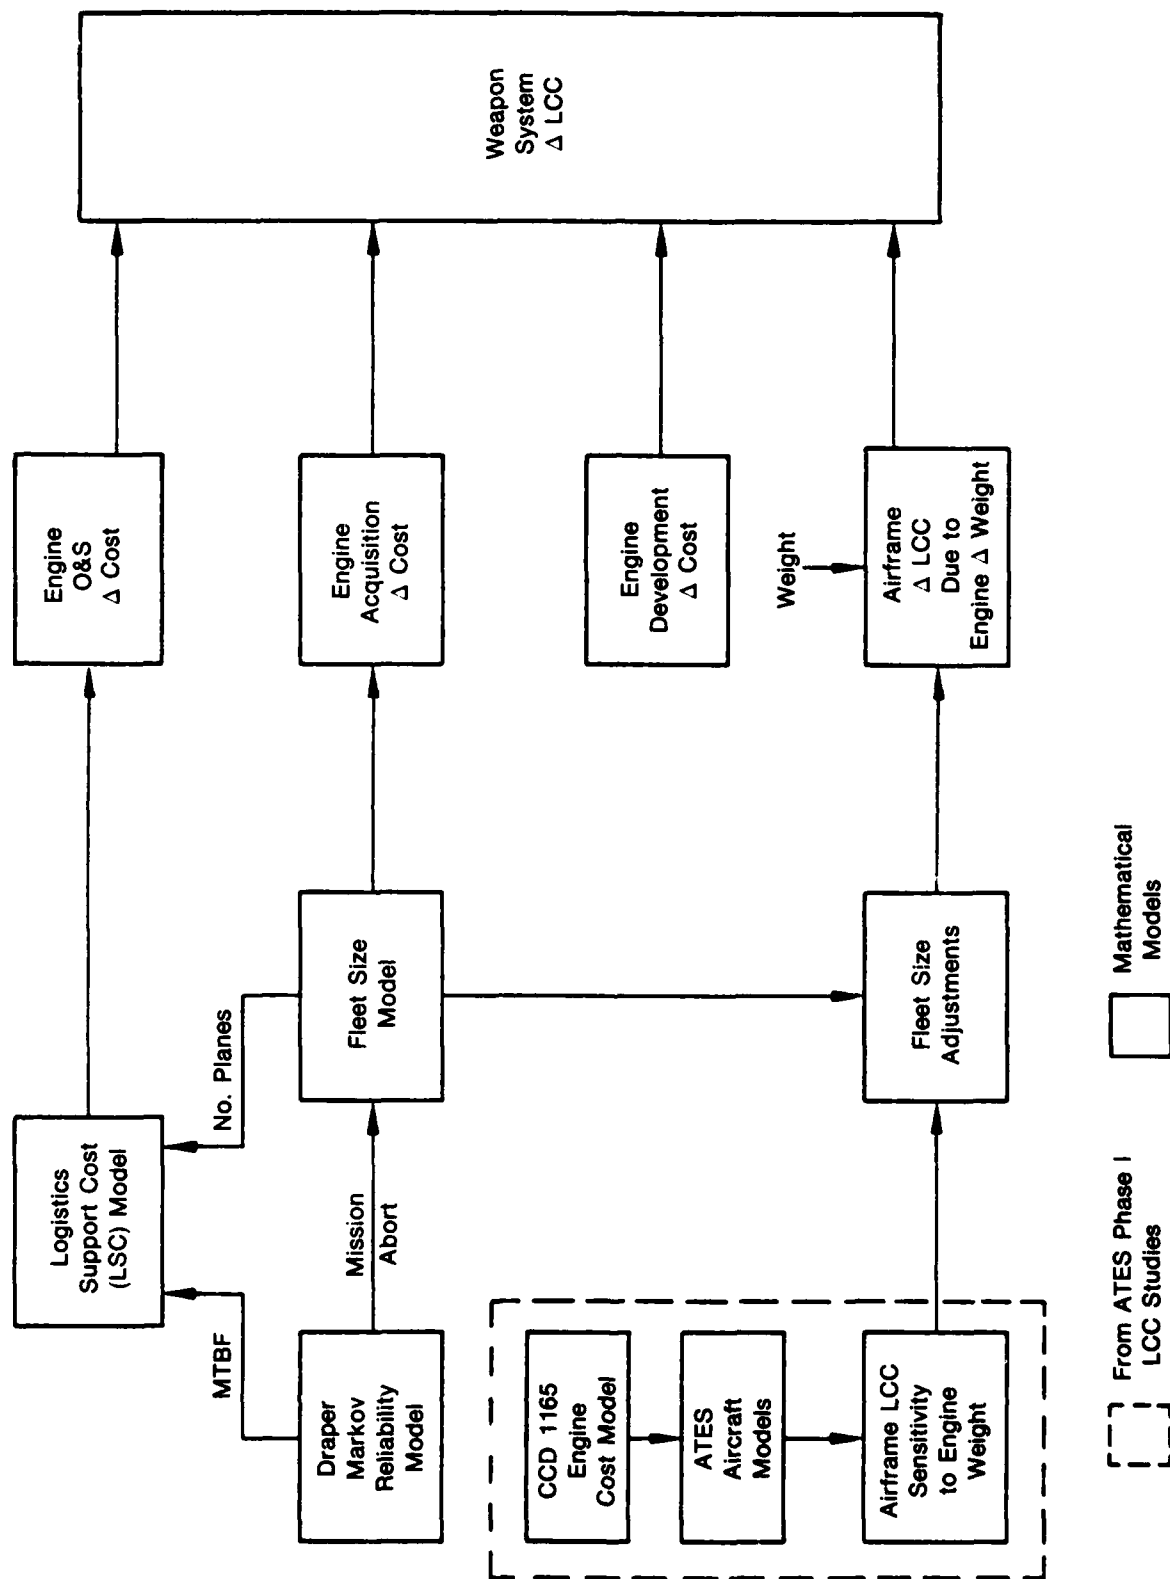 Logistics
Support Cost
(LSC) Model
Engine
O&S
Δ Cost
MTBF
No. Planes
Draper
Markov
Reliability
Model
Mission
Abort
Fleet Size
Model
Engine
Acquisition
Δ Cost
Weapon
System
Δ LCC
CCD 1165
Engine
Cost Model
ATES
Aircraft
Models
Engine
Development
Δ Cost
Airframe LCC
Sensitivity
to Engine
Weight
Fleet Size
Adjustments
Weight
Airframe
Δ LCC
Due to
Engine Δ Weight
From ATES Phase I
LCC Studies
Mathematical
Models